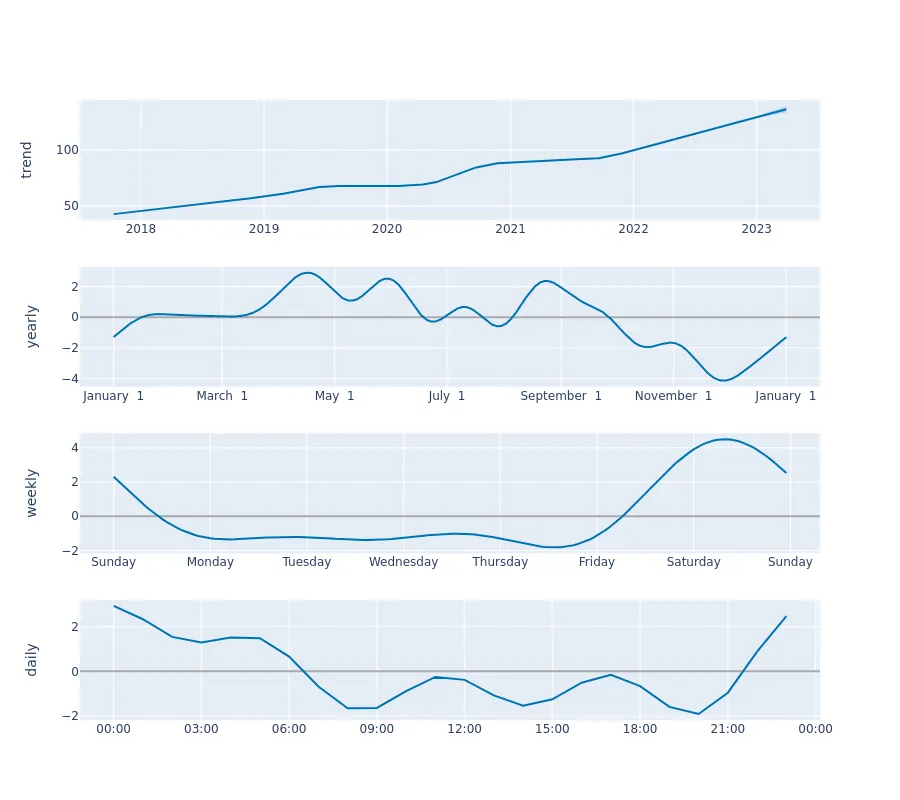 trend
100
50
2018 2019 2020 2021 2022 2023
yearly
2
0
−2
−4
January 1 March 1 May 1 July 1 September 1 November 1 January 1
weekly
4
2
0
−2
Sunday Monday Tuesday Wednesday Thursday Friday Saturday Sunday
daily
2
0
−2
00:00 03:00 06:00 09:00 12:00 15:00 18:00 21:00 00:00